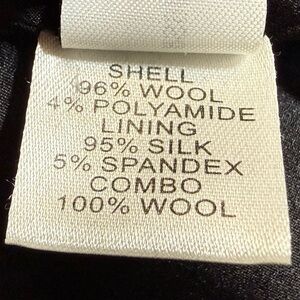 SHELL
96% WOOL
4% POLYAMIDE
LINING
95% SILK
5% SPANDEX
COMBO
100% WOOL